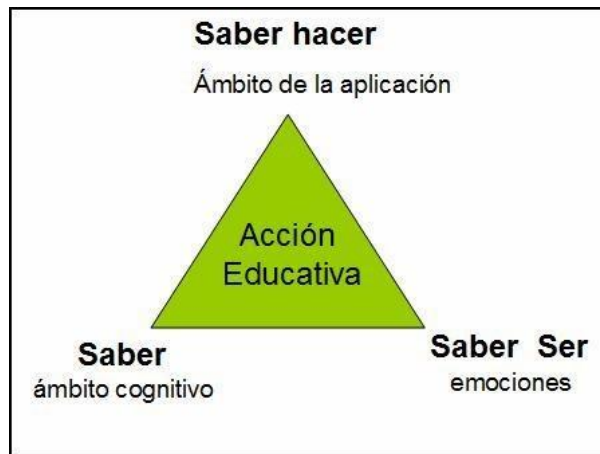 Saber hacer
Ámbito de la aplicación
Acción
Educativa
Saber
ámbito cognitivo
Saber Ser
emociones